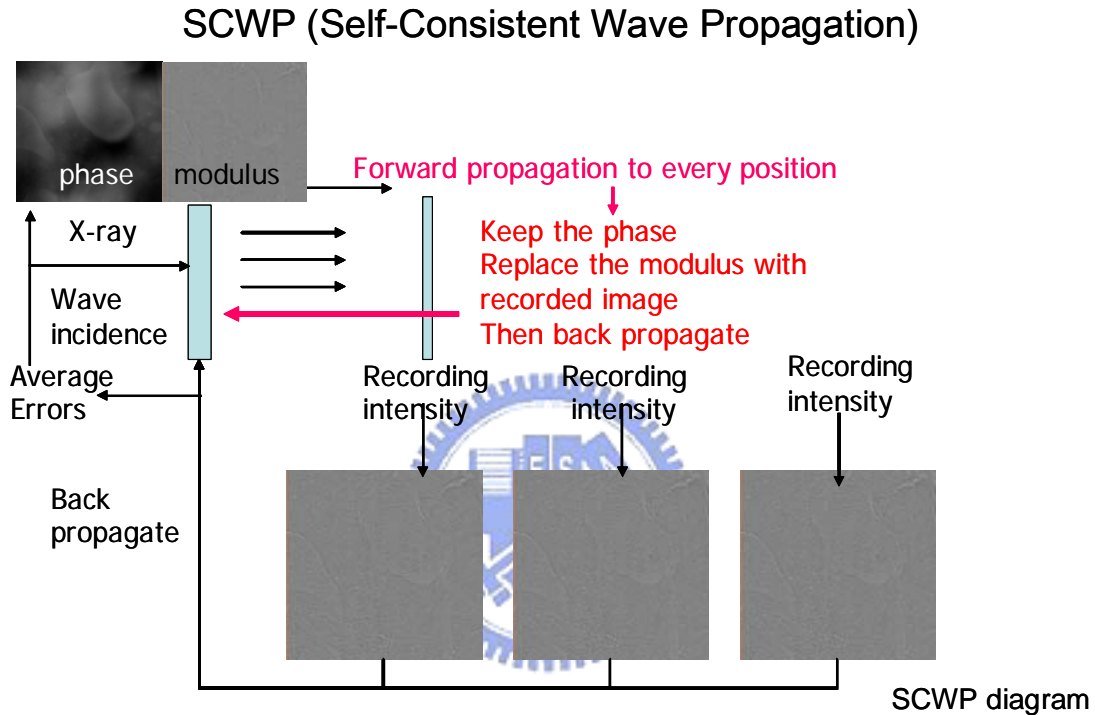 SCWP (Self-Consistent Wave Propagation)
phase
modulus
Forward propagation to every position
X-ray
Keep the phase
Replace the modulus with
recorded image
Then back propagate
Wave
incidence
Average
Errors
Recording
intensity
Recording
intensity
Recording
intensity
Back
propagate
SCWP diagram